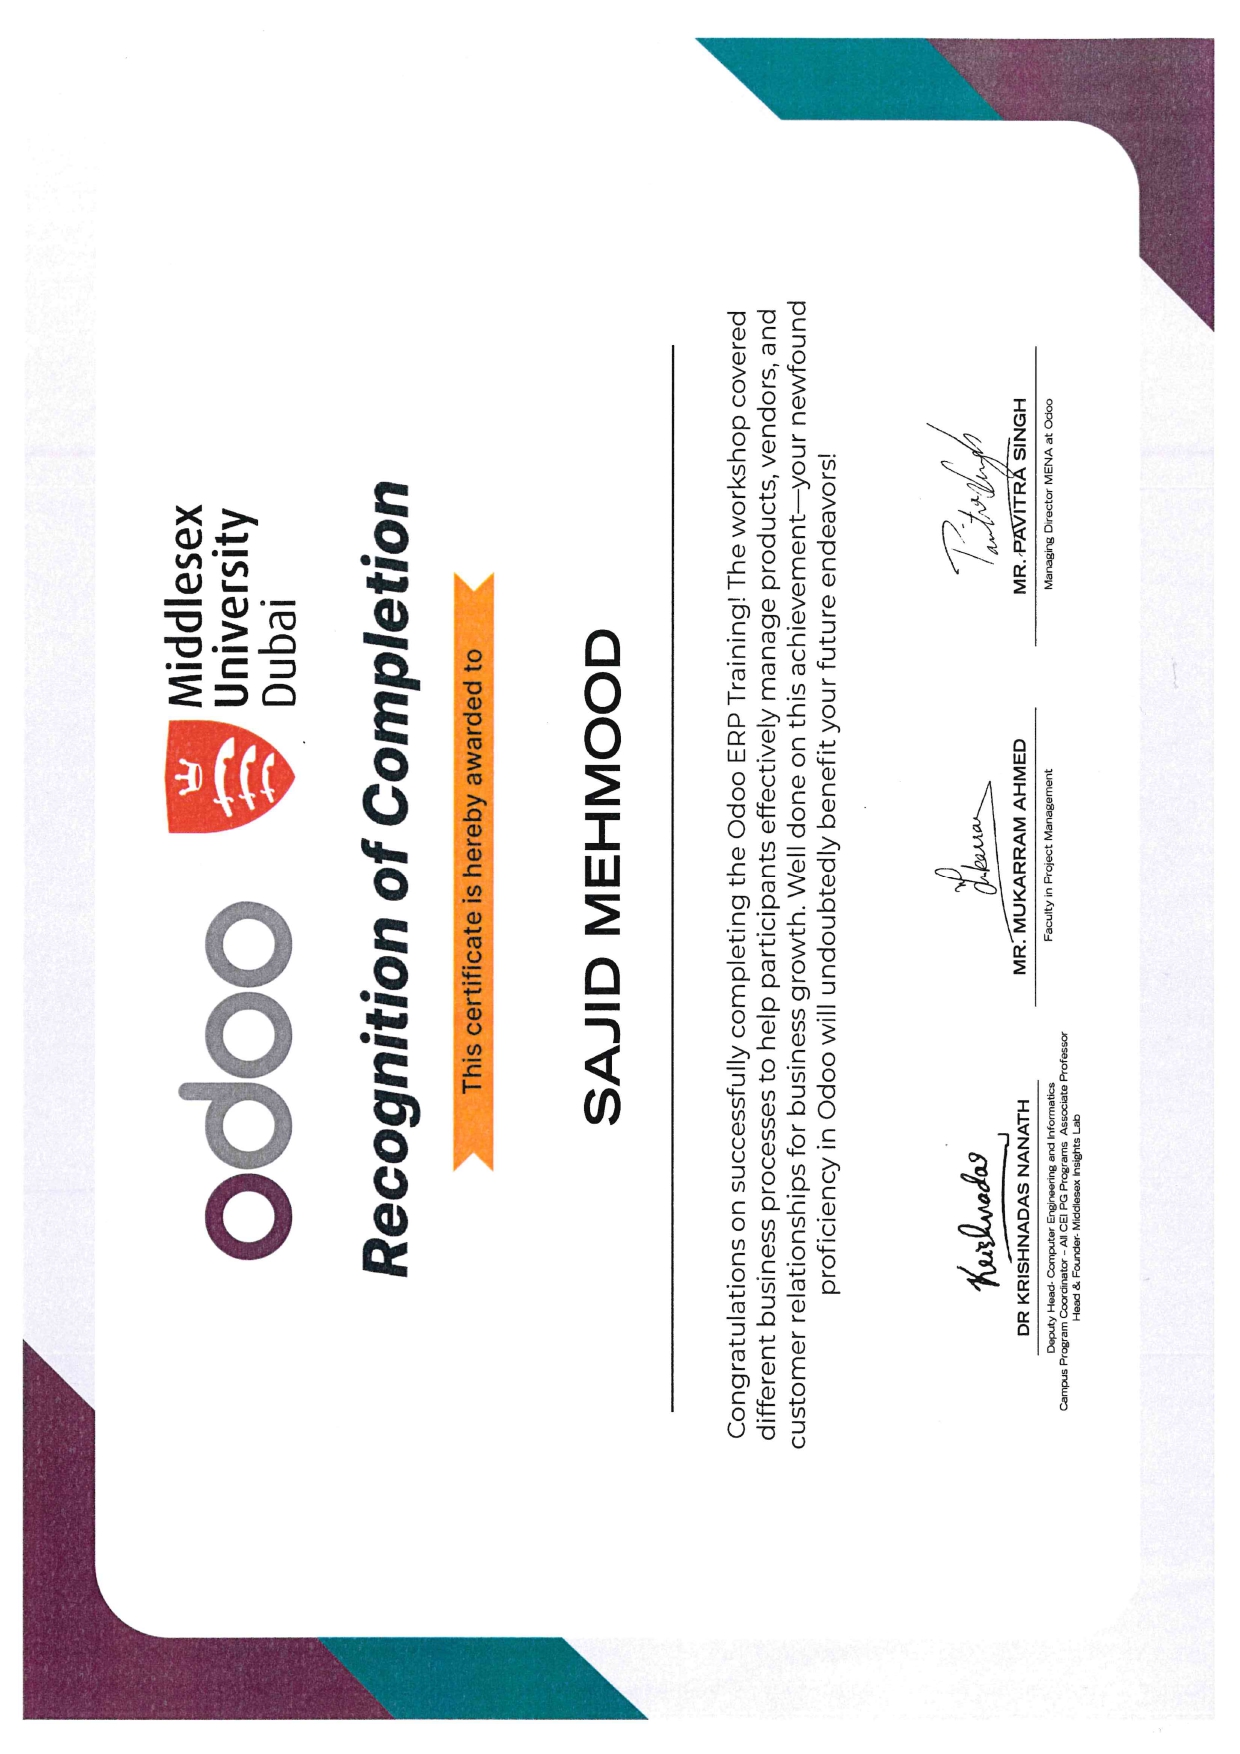 odoo
Middlesex
University
Dubai
Recognition of Completion
This certificate is hereby awarded to
SAJID MEHMOOD
Congratulations on successfully completing the Odoo ERP Training! The workshop covered
different business processes to help participants effectively manage products, vendors, and
customer relationships for business growth. Well done on this achievement—your newfound
proficiency in Odoo will undoubtedly benefit your future endeavors!
Krishnadas
Mukarram
Pavitra Singh
DR KRISHNADAS NANATH
MR. MUKARRAM AHMED
MR. PAVITRA SINGH
Deputy Head- Computer Engineering and Informatics
Campus Program Coordinator – All CEI PG Programs Associate Professor
Head & Founder- Middlesex Insights Lab
Faculty in Project Management
Managing Director MENA at Odoo